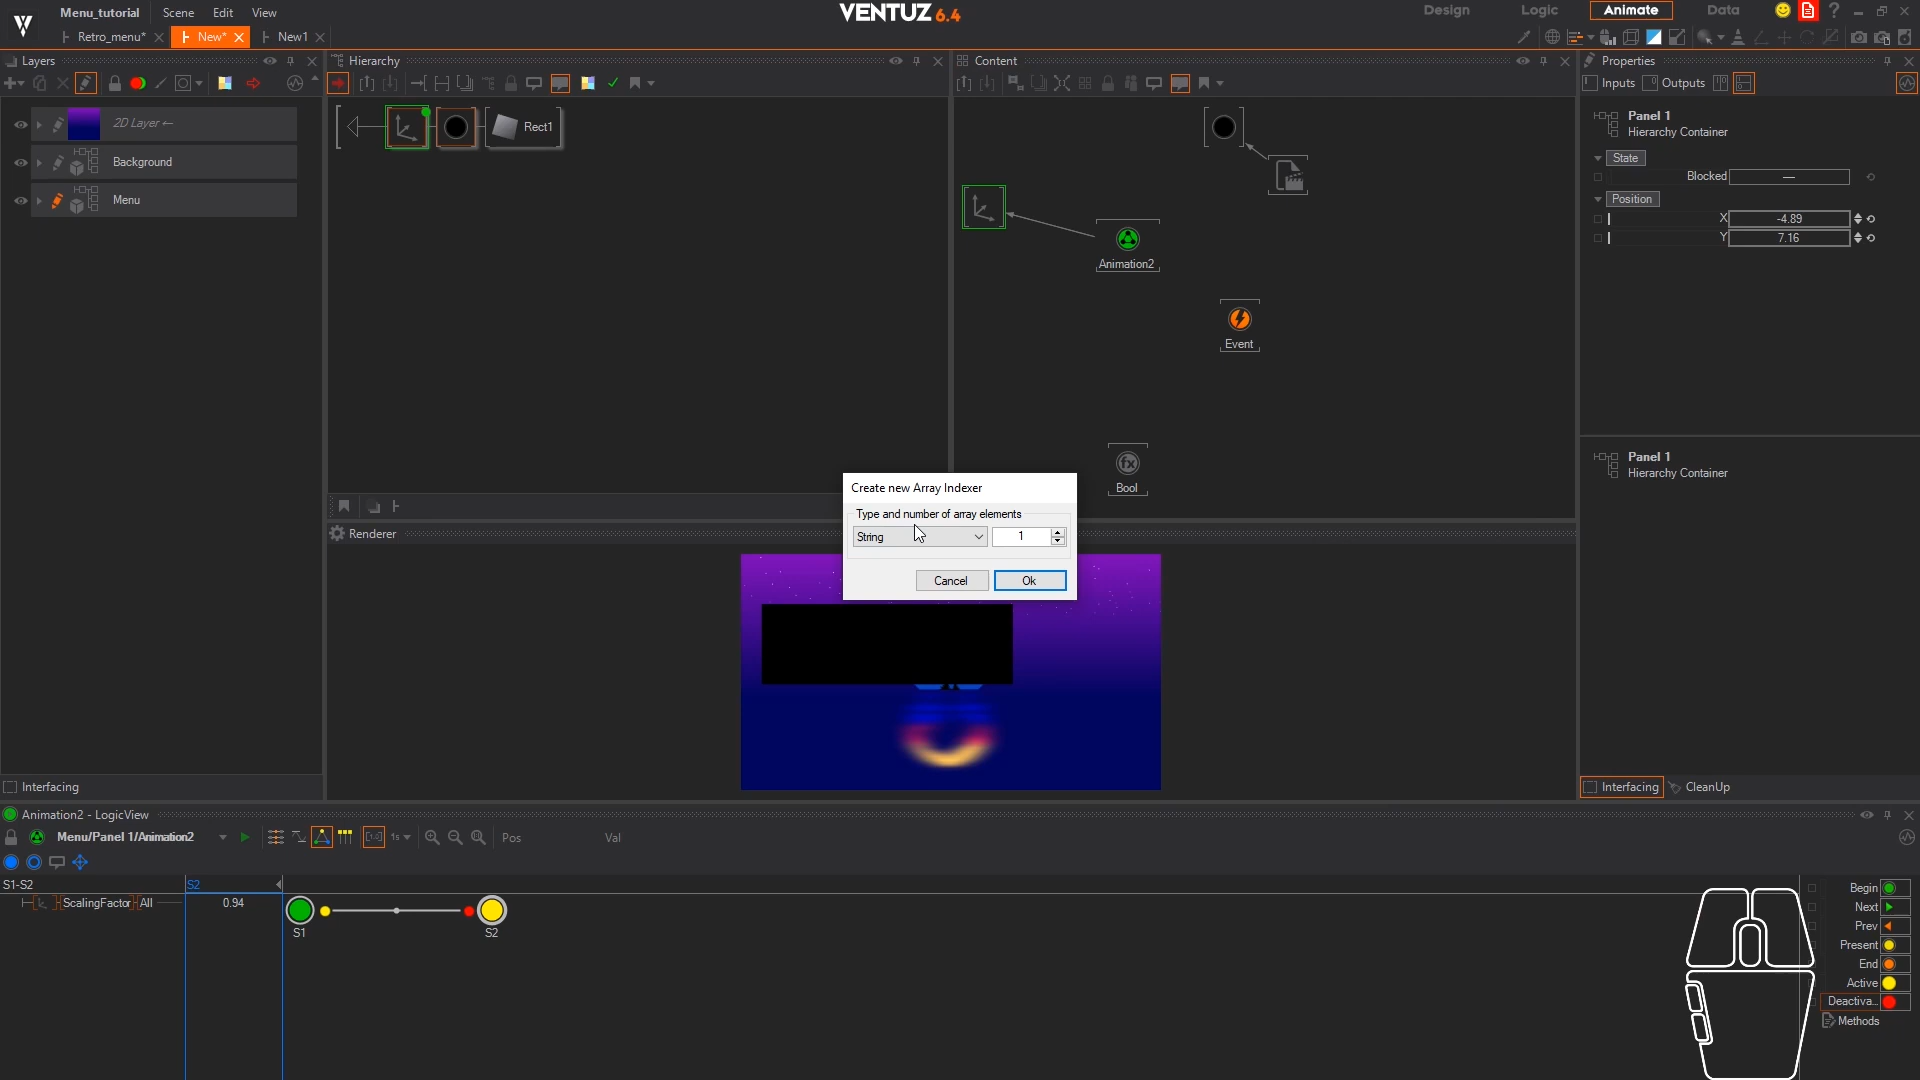 Menu_tutorial
Scene
Edit
View
VENTUZ 6.4
Design
Logic
Animate
Data
?
Retro_menu*
New*
New1
Layers
Hierarchy
Content
Properties
Inputs
Outputs
2D Layer
Background
Menu
Rect1
Animation2
Event
Bool
Panel 1
Hierarchy Container
State
Blocked
Position
X
-4.89
Y
7.16
Panel 1
Hierarchy Container
Create new Array Indexer
Type and number of array elements
String
1
Cancel
Ok
Renderer
Interfacing
Interfacing
CleanUp
Animation2 - LogicView
Menu/Panel 1/Animation2
1s
Pos
Val
S1-S2
S2
ScalingFactor
All
0.94
S1
S2
Begin
Next
Prev
Present
End
Active
Deactiva...
Methods